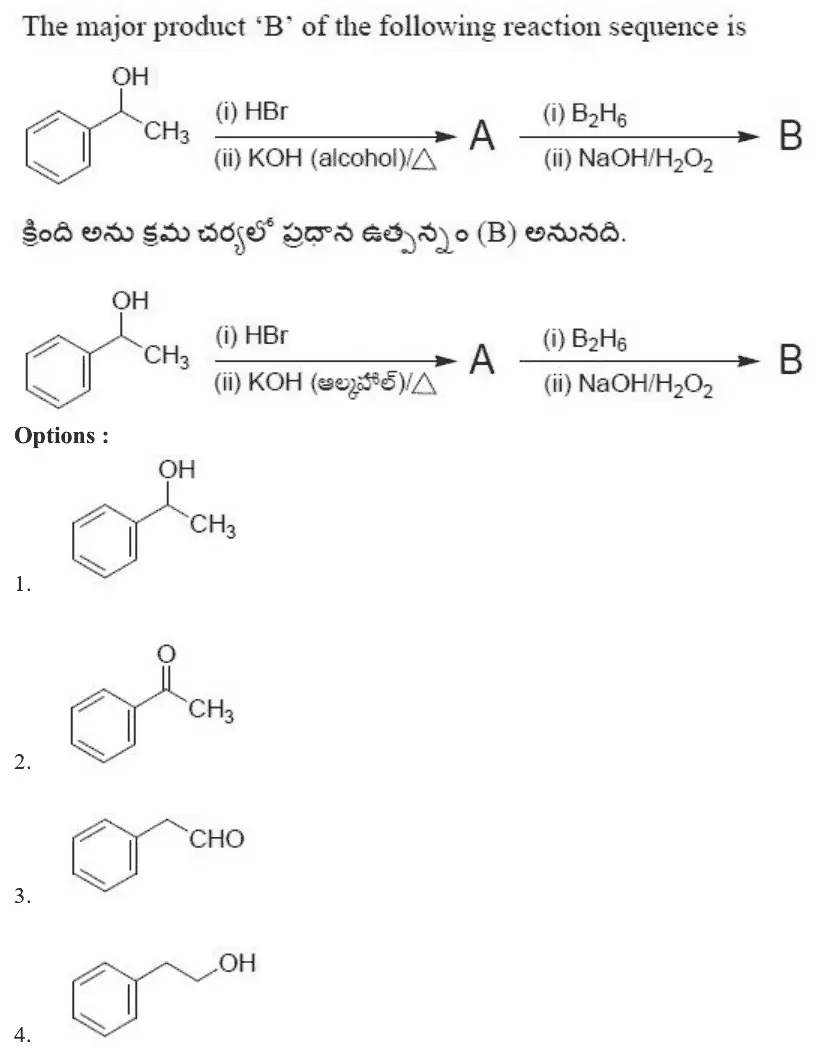 The major product ‘B’ of the following reaction sequence is
OH
CH3
(i) HBr
(ii) KOH (alcohol)/△
A
(i) B2H6
(ii) NaOH/H2O2
B
క్రింది అను క్రమ చర్యలో ప్రధాన ఉత్పన్నం (B) అనునది.
OH
CH3
(i) HBr
(ii) KOH (ఆల్కహాల్)/△
A
(i) B2H6
(ii) NaOH/H2O2
B
Options :
OH
CH3
1.
O
CH3
2.
CHO
3.
OH
4.